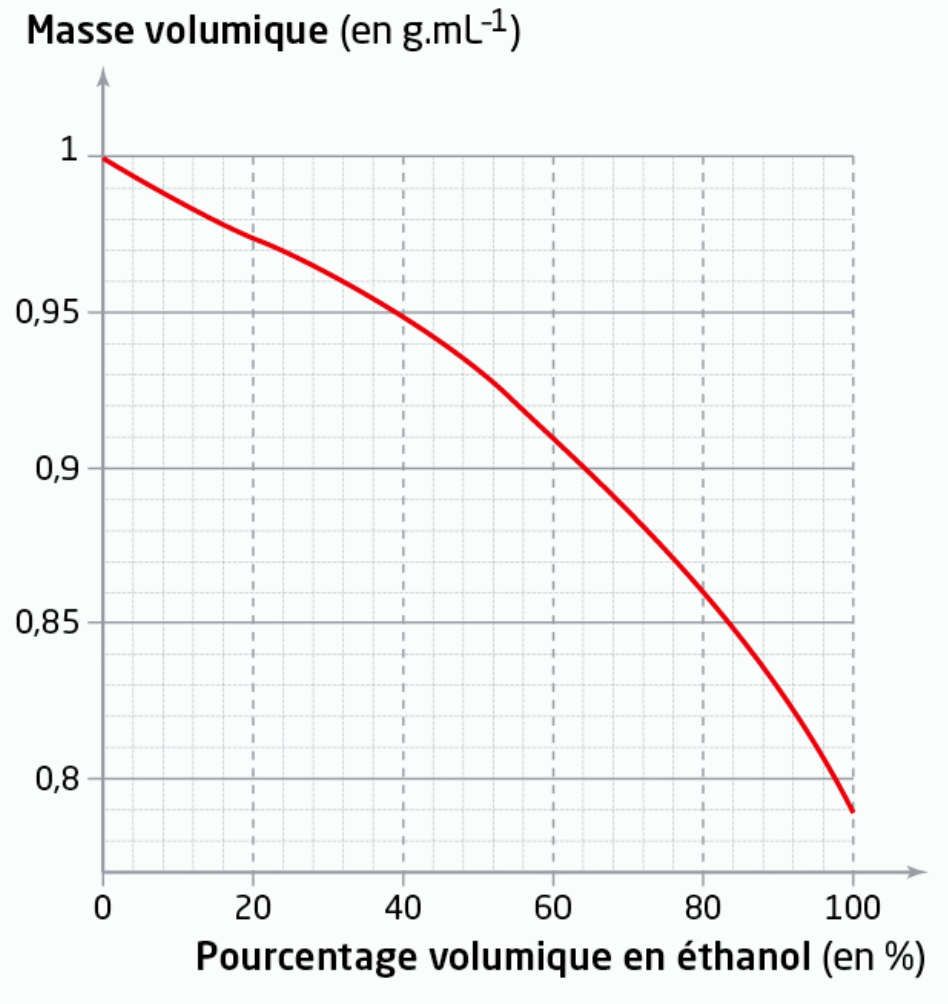 Masse volumique (en g.mL⁻¹)
1
0,95
0,9
0,85
0,8
0 20 40 60 80 100
Pourcentage volumique en éthanol (en %)